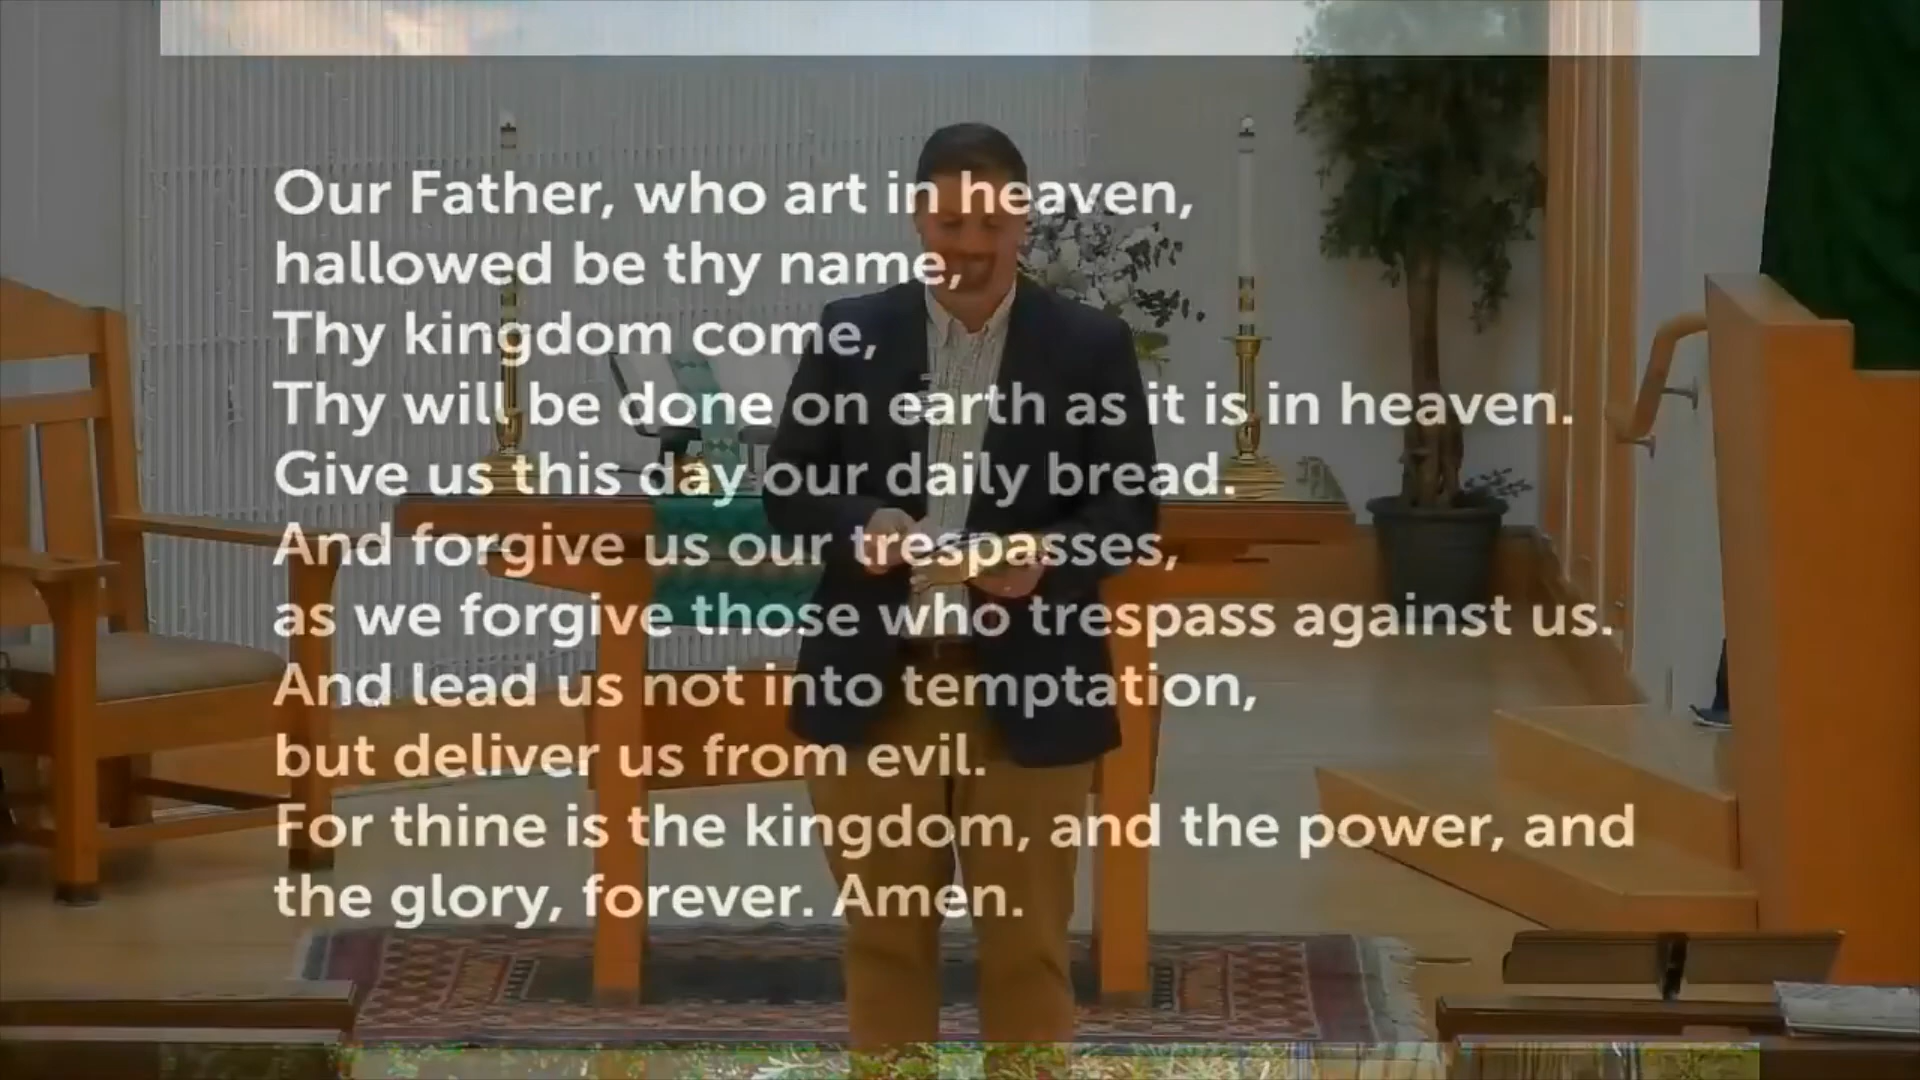 Our Father, who art in heaven,
hallowed be thy name,
Thy kingdom come,
Thy will be done on earth as it is in heaven.
Give us this day our daily bread.
And forgive us our trespasses,
as we forgive those who trespass against us.
And lead us not into temptation,
but deliver us from evil.
For thine is the kingdom, and the power, and
the glory, forever. Amen.